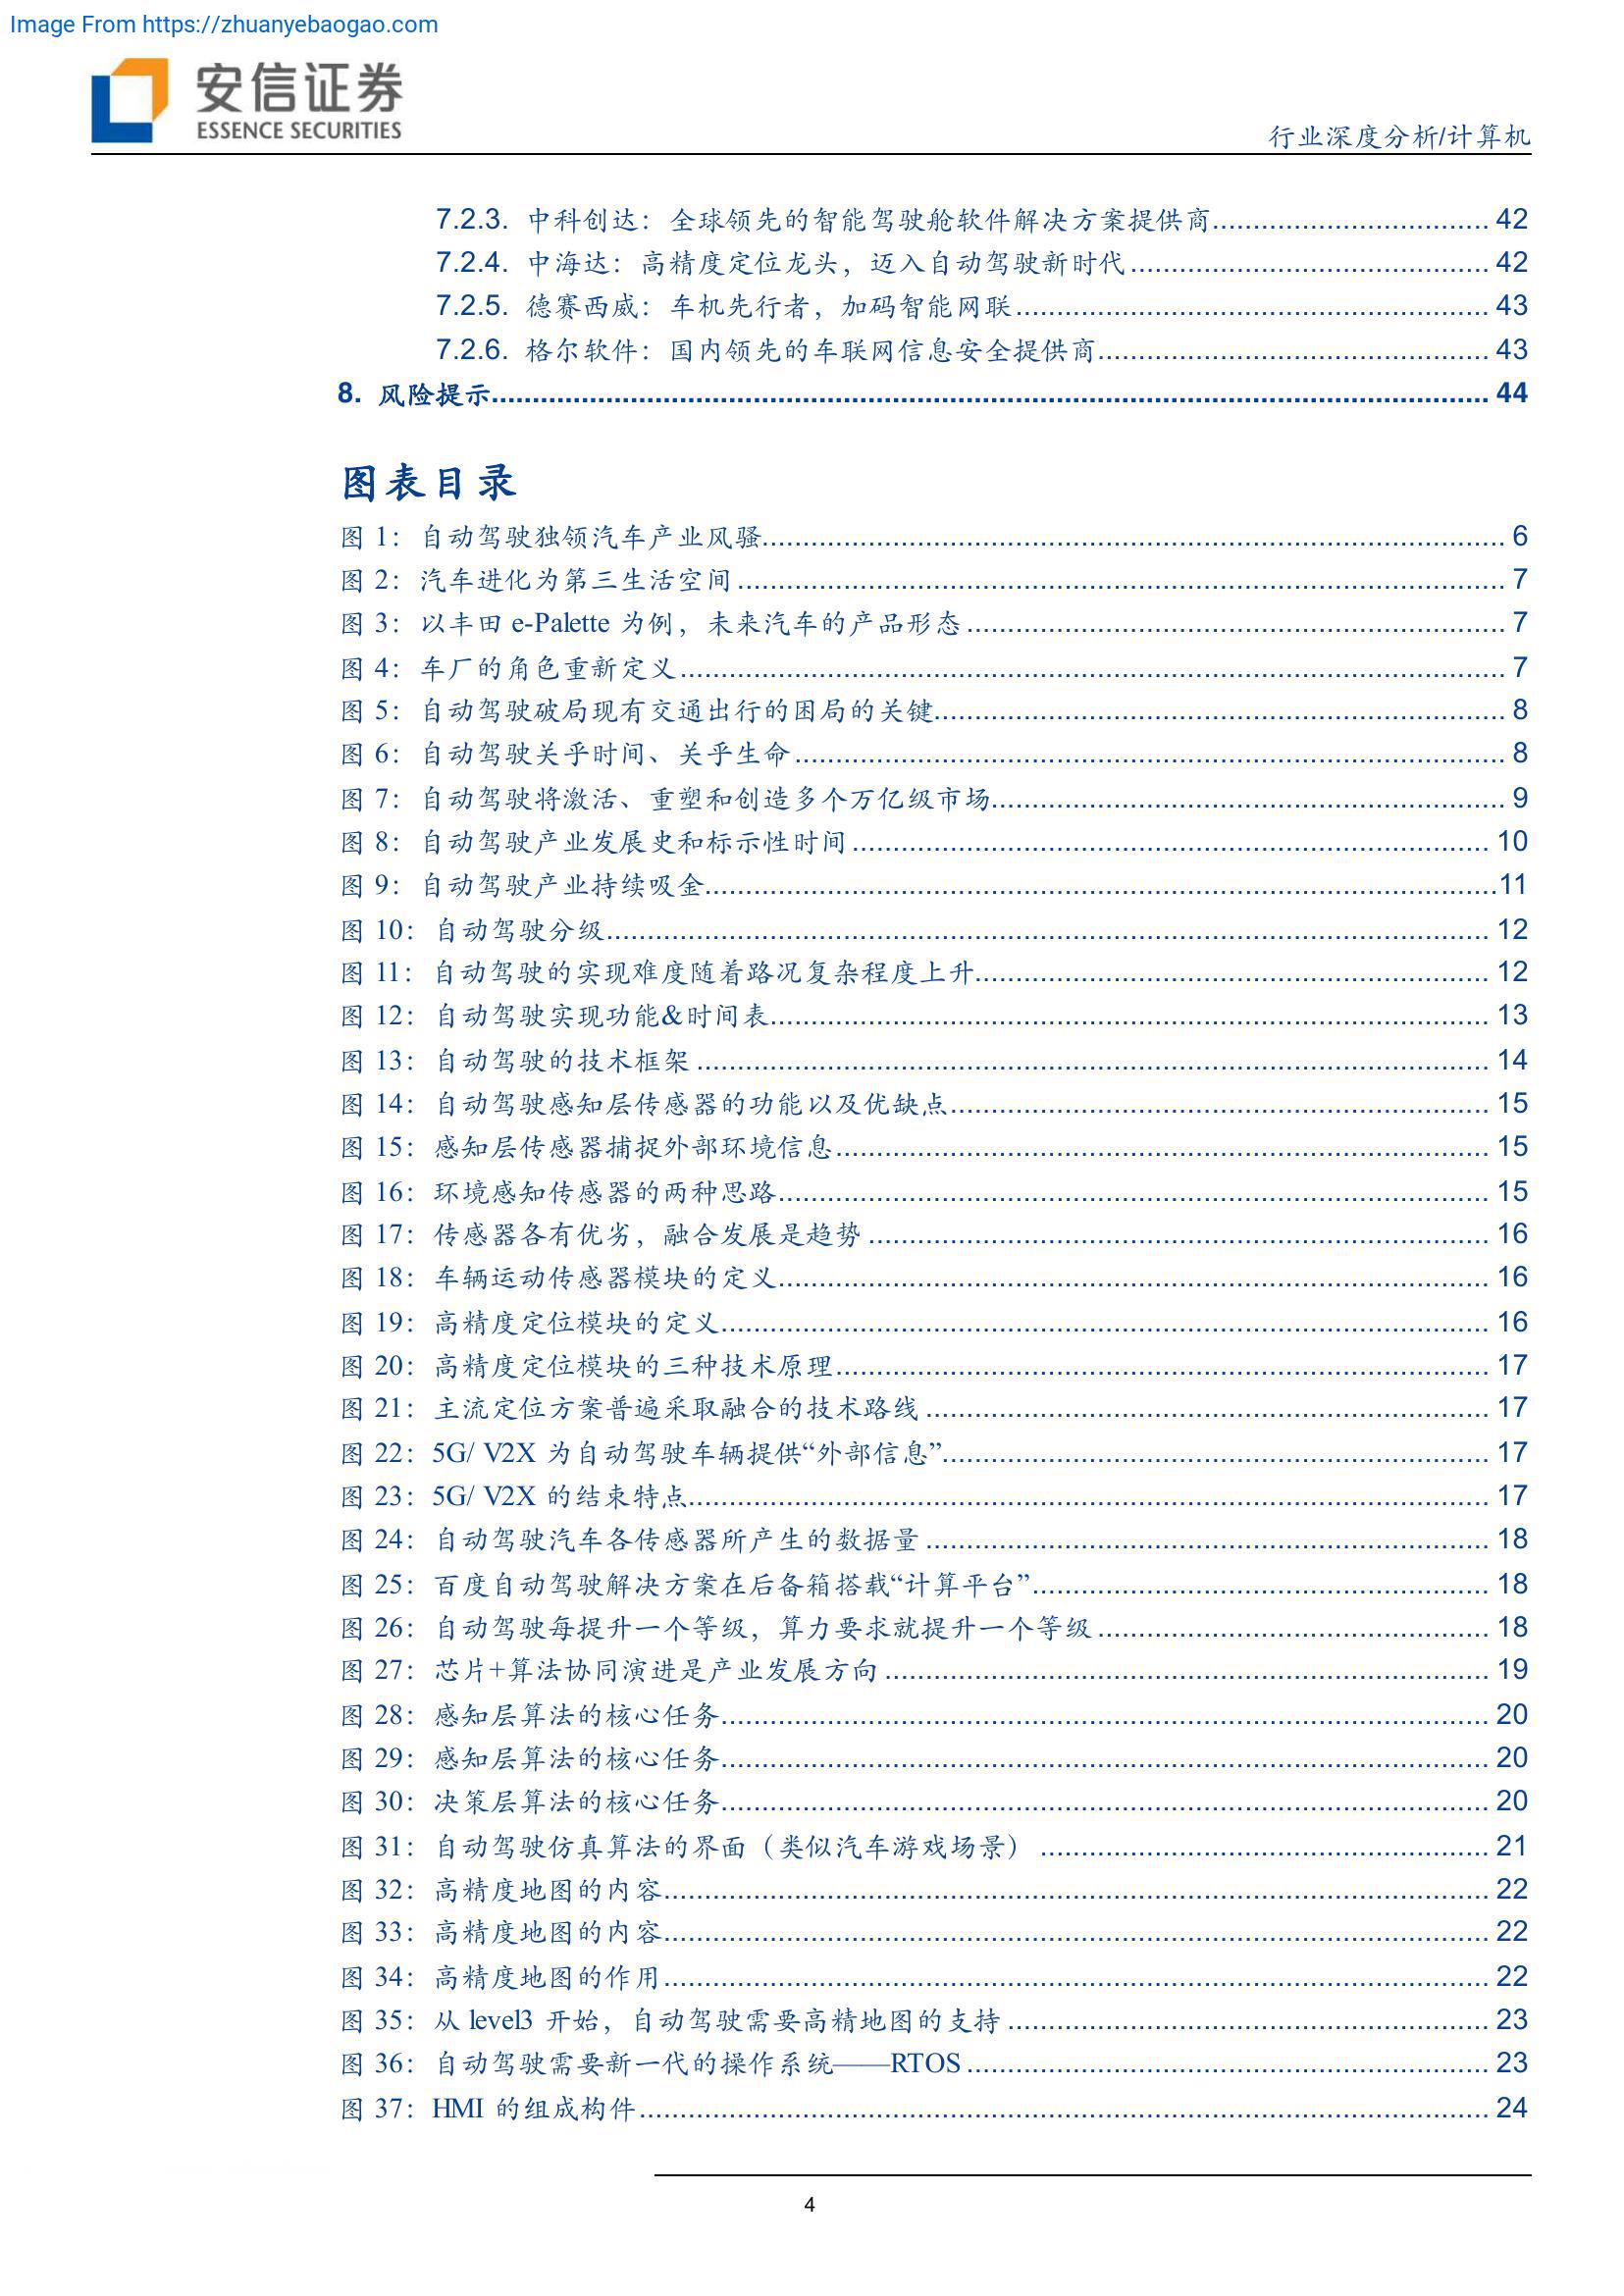 Image From https://zhuanyebaogao.com
安信证券
ESSENCE SECURITIES
行业深度分析/计算机
7.2.3. 中科创达：全球领先的智能驾驶舱软件解决方案提供商 42
7.2.4. 中海达：高精度定位龙头，迈入自动驾驶新时代 42
7.2.5. 德赛西威：车机先行者，加码智能网联 43
7.2.6. 格尔软件：国内领先的车联网信息安全提供商 43
8. 风险提示 44
图表目录
图 1：自动驾驶独领汽车产业风骚 6
图 2：汽车进化为第三生活空间 7
图 3：以丰田 e-Palette 为例，未来汽车的产品形态 7
图 4：车厂的角色重新定义 7
图 5：自动驾驶破局现有交通出行的困局的关键 8
图 6：自动驾驶关乎时间、关乎生命 8
图 7：自动驾驶将激活、重塑和创造多个万亿级市场 9
图 8：自动驾驶产业发展史和标示性时间 10
图 9：自动驾驶产业持续吸金 11
图 10：自动驾驶分级 12
图 11：自动驾驶的实现难度随着路况复杂程度上升 12
图 12：自动驾驶实现功能&时间表 13
图 13：自动驾驶的技术框架 14
图 14：自动驾驶感知层传感器的功能以及优缺点 15
图 15：感知层传感器捕捉外部环境信息 15
图 16：环境感知传感器的两种思路 15
图 17：传感器各有优劣，融合发展是趋势 16
图 18：车辆运动传感器模块的定义 16
图 19：高精度定位模块的定义 16
图 20：高精度定位模块的三种技术原理 17
图 21：主流定位方案普遍采取融合的技术路线 17
图 22：5G/ V2X 为自动驾驶车辆提供“外部信息” 17
图 23：5G/ V2X 的结束特点 17
图 24：自动驾驶汽车各传感器所产生的数据量 18
图 25：百度自动驾驶解决方案在后备箱搭载“计算平台” 18
图 26：自动驾驶每提升一个等级，算力要求就提升一个等级 18
图 27：芯片+算法协同演进是产业发展方向 19
图 28：感知层算法的核心任务 20
图 29：感知层算法的核心任务 20
图 30：决策层算法的核心任务 20
图 31：自动驾驶仿真算法的界面（类似汽车游戏场景） 21
图 32：高精度地图的内容 22
图 33：高精度地图的内容 22
图 34：高精度地图的作用 22
图 35：从 level3 开始，自动驾驶需要高精地图的支持 23
图 36：自动驾驶需要新一代的操作系统——RTOS 23
图 37：HMI 的组成构件 24
4